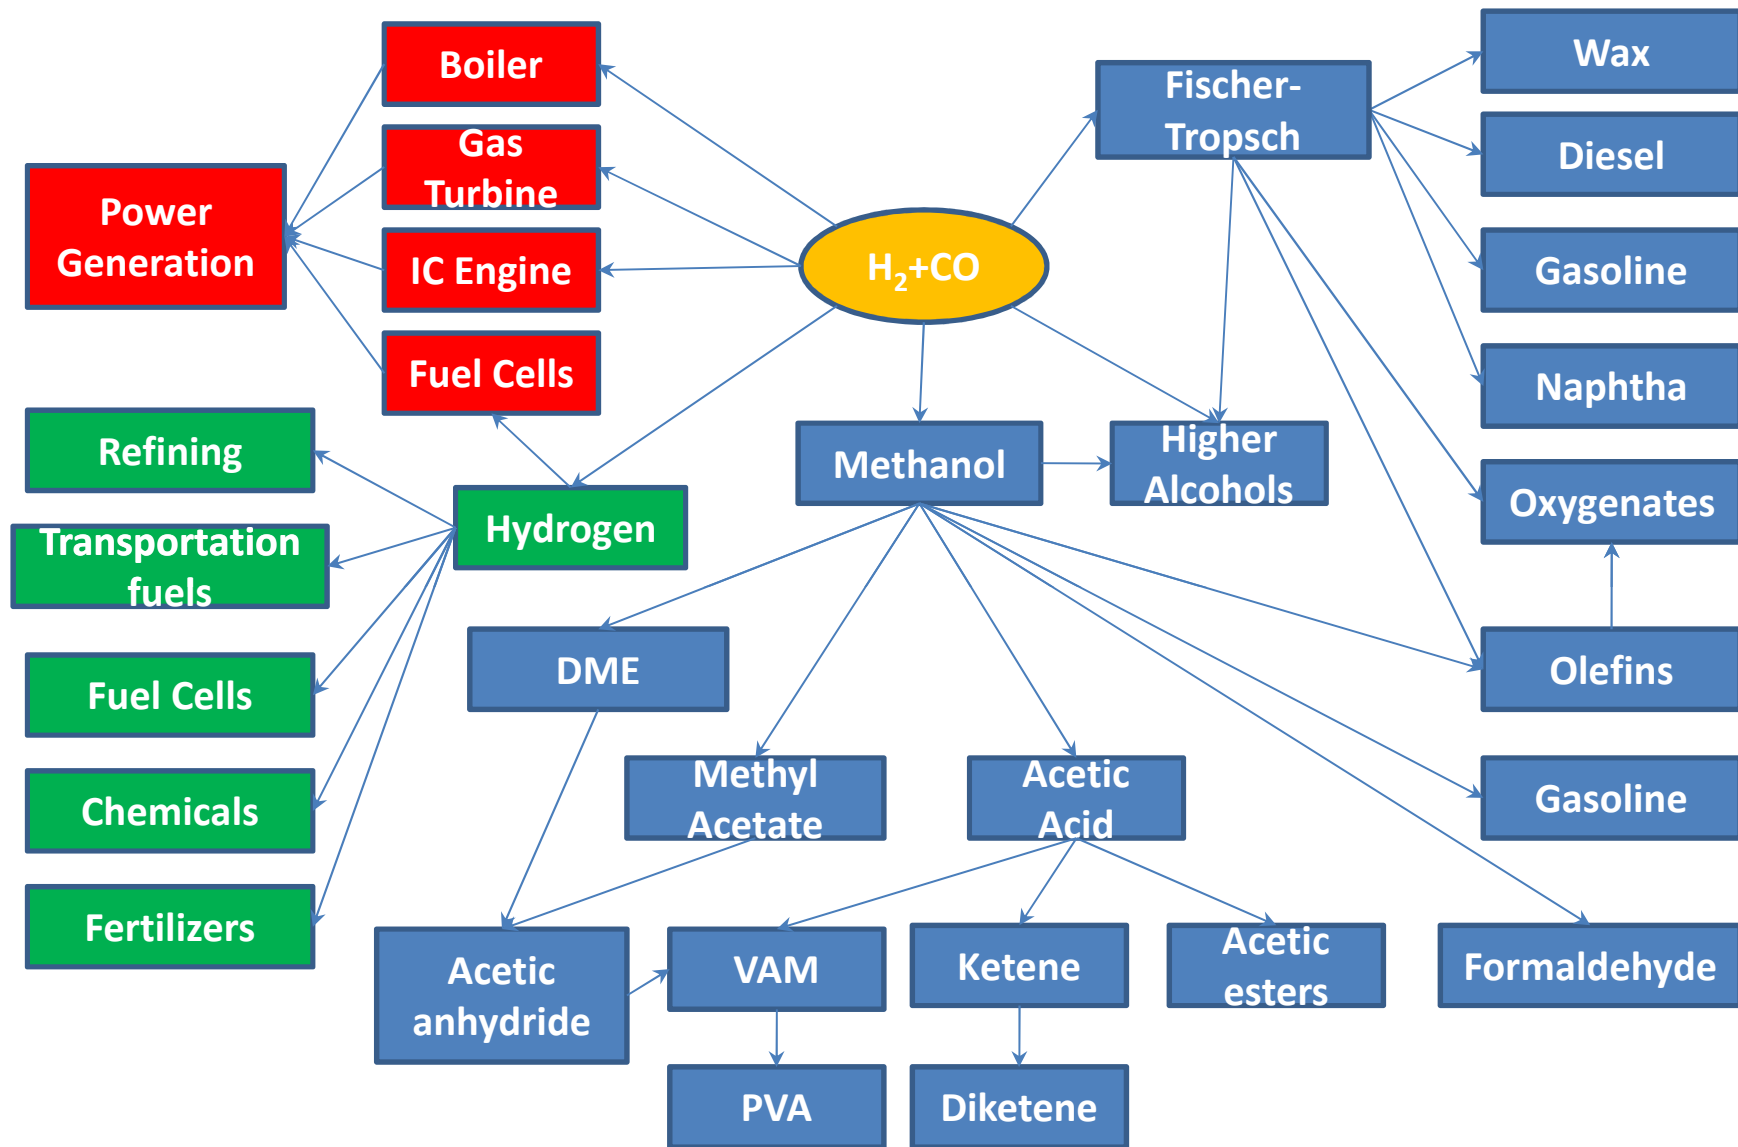 Boiler
Gas
Turbine
IC Engine
Fuel Cells
Power
Generation
H₂+CO
Fischer-
Tropsch
Wax
Diesel
Gasoline
Naphtha
Oxygenates
Olefins
Gasoline
Formaldehyde
Methanol
Higher
Alcohols
Hydrogen
Refining
Transportation
fuels
Fuel Cells
Chemicals
Fertilizers
DME
Methyl
Acetate
Acetic
Acid
Acetic
anhydride
VAM
Ketene
Acetic
esters
PVA
Diketene